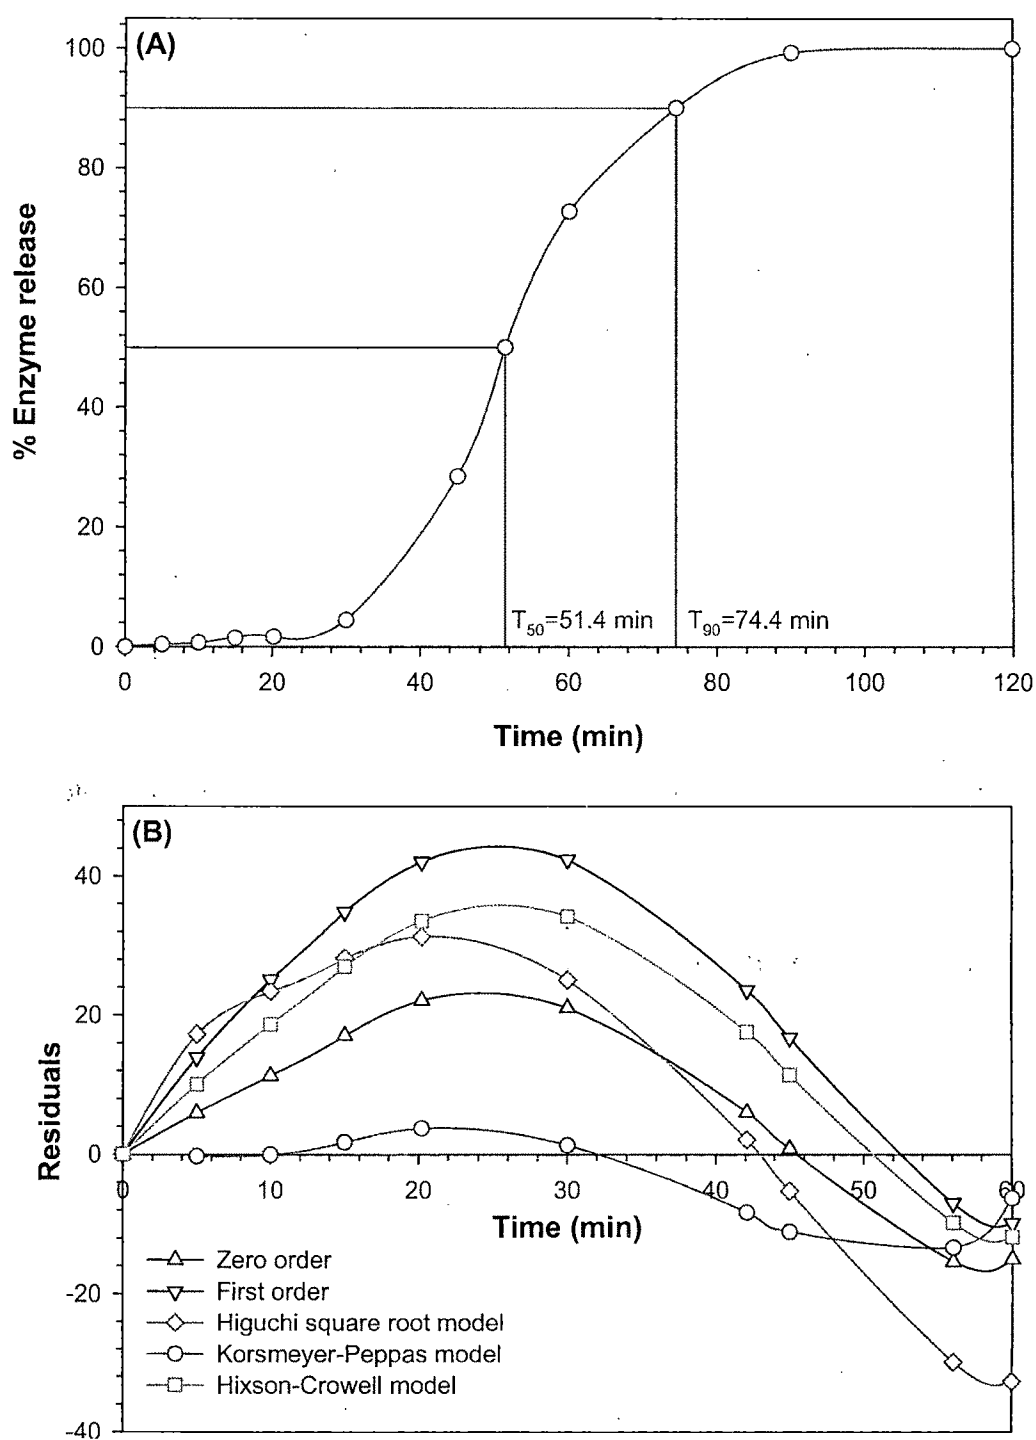 (A)
100
80
60
40
20
0
% Enzyme release
T50=51.4 min
T90=74.4 min
0 20 40 60 80 100 120
Time (min)
(B)
40
20
0
-20
-40
Residuals
0 10 20 30 40 50 60
Time (min)
Zero order
First order
Higuchi square root model
Korsmeyer-Peppas model
Hixson-Crowell model